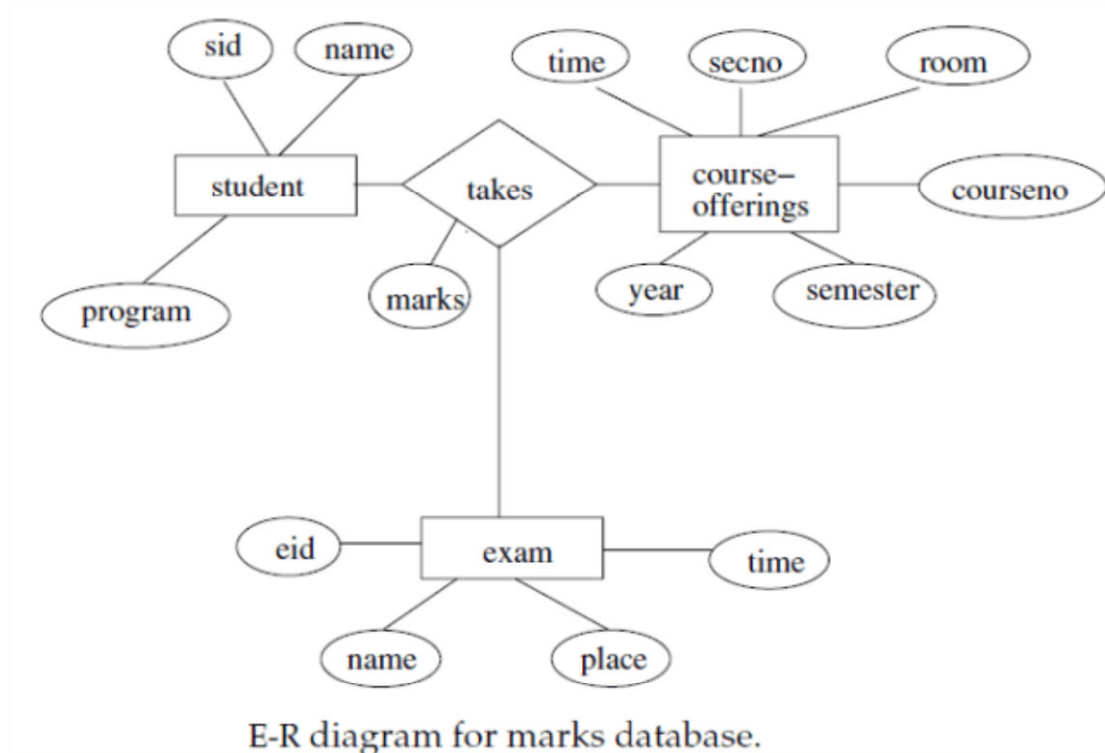 sid
name
time
secno
room
student
takes
course–
offerings
courseno
program
marks
year
semester
eid
exam
time
name
place
E-R diagram for marks database.